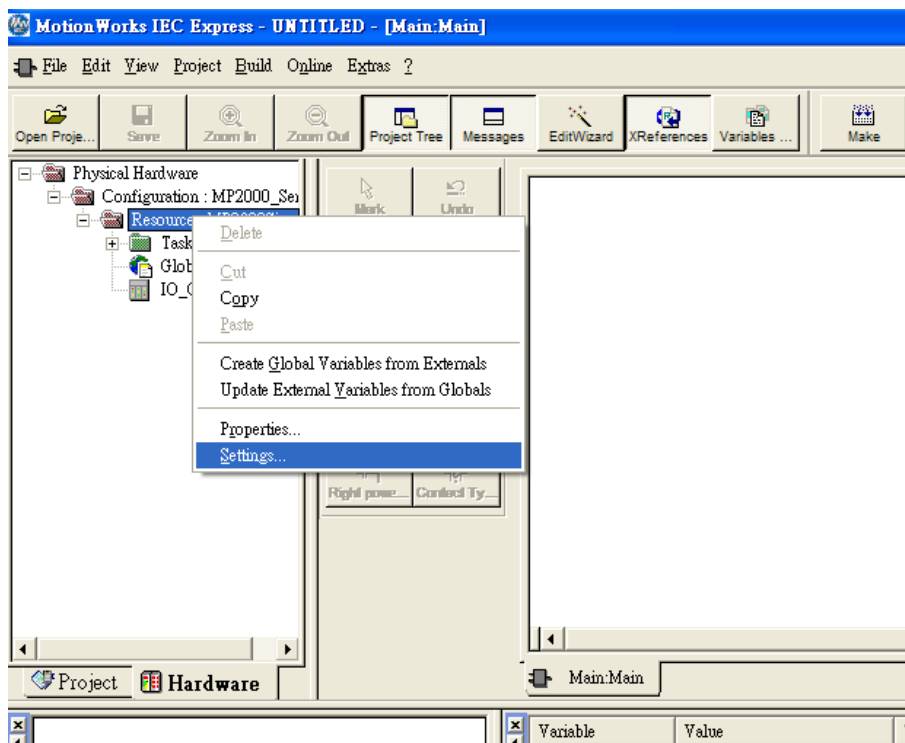 MotionWorks IEC Express - UNTITLED - [Main:Main]
File Edit View Project Build Online Extras ?
Open Proje... Save Zoom In Zoom Out Project Tree Messages EditWizard XReferences Variables ... Make
Physical Hardware
Configuration : MP2000_Ser
Resource
Task
Glob
IO_
Mark Undo
Delete
Cut
Copy
Paste
Create Global Variables from Externals
Update External Variables from Globals
Properties...
Settings...
Right powe... Contact Ty...
Project Hardware
Main:Main
Variable Value